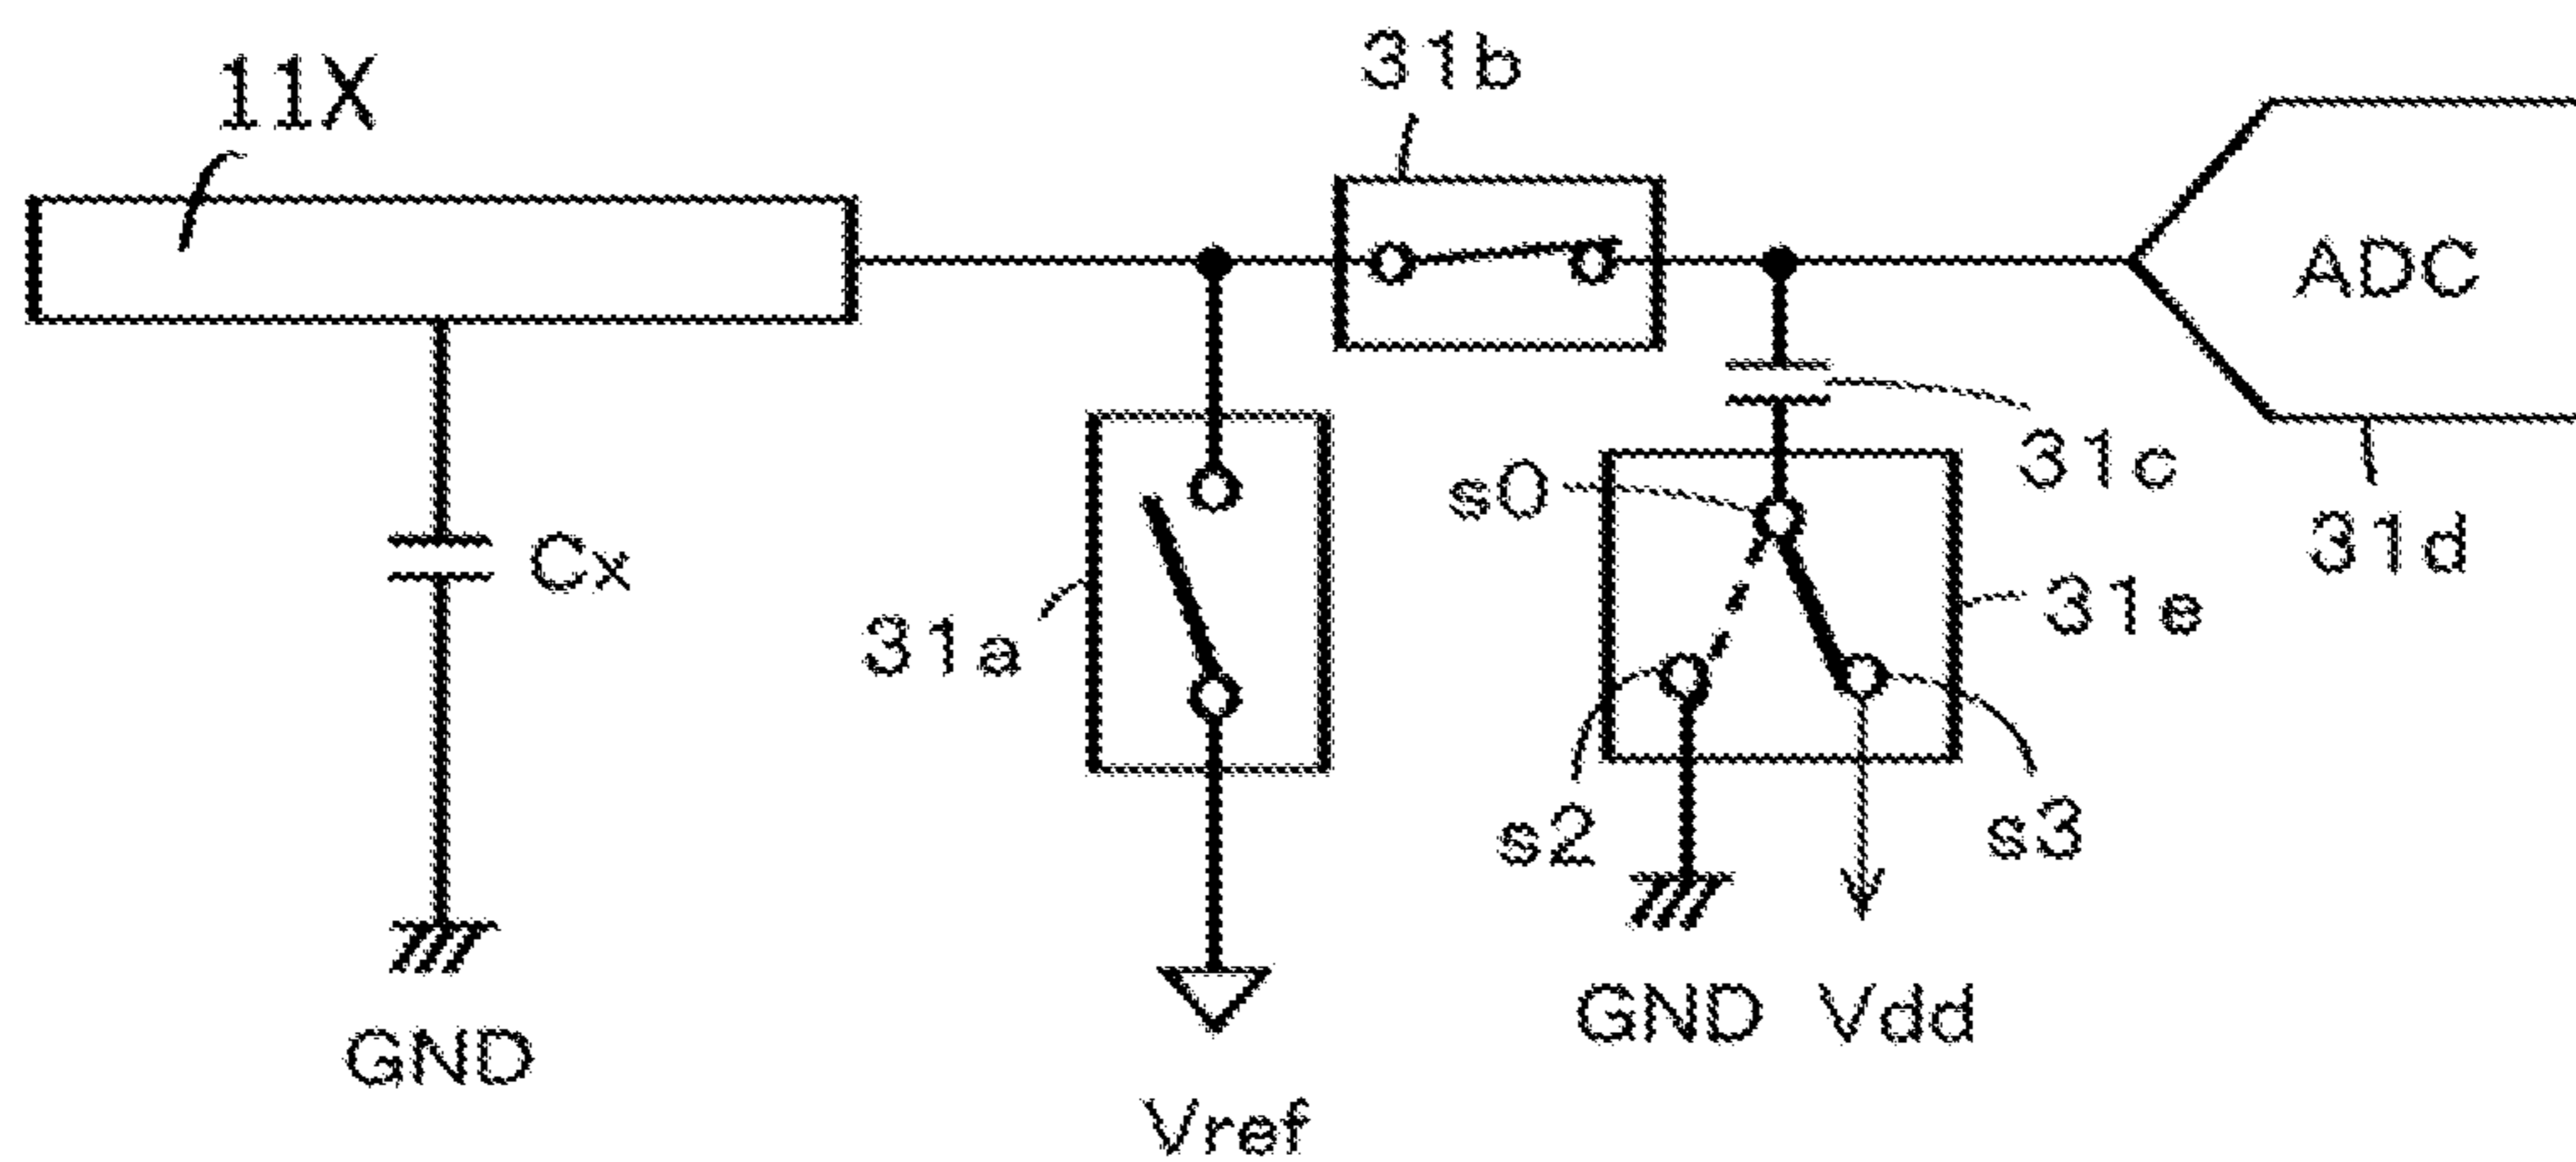 31b
11X
ADC
31c
s0
31d
Cx
31e
31a
s2
s3
GND Vdd
GND
Vref